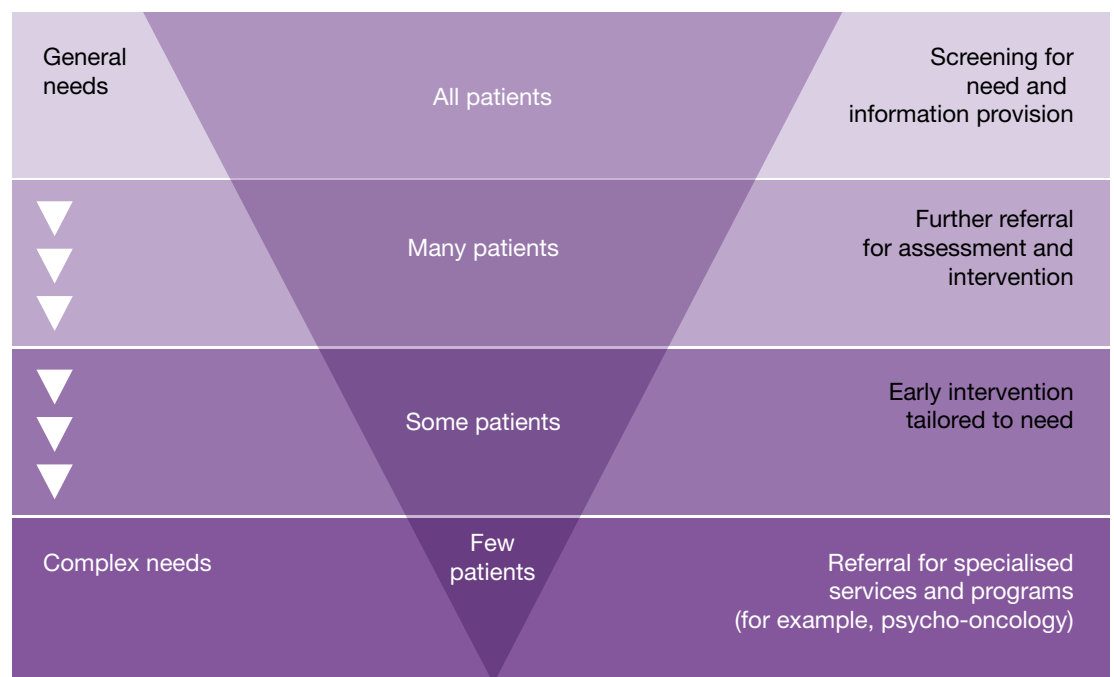 General
needs
All patients
Screening for
need and
information provision
Many patients
Further referral
for assessment and
intervention
Some patients
Early intervention
tailored to need
Complex needs
Few
patients
Referral for specialised
services and programs
(for example, psycho-oncology)